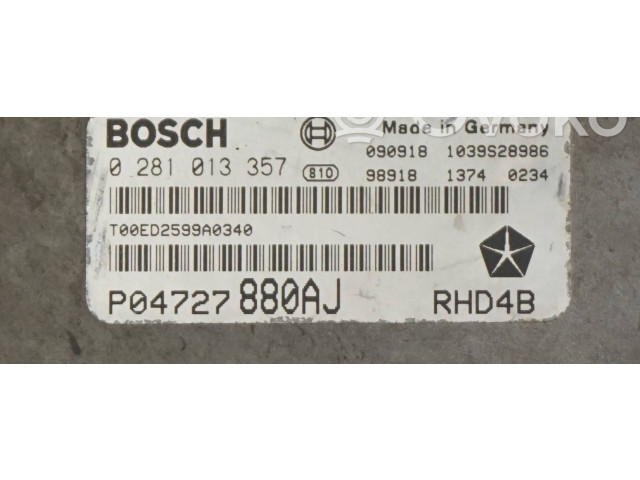 BOSCH Made in Germany
0 281 013 357 810 090918 1039S28986
98918 1374 0234
T00ED2599A0340
P04727 880AJ RHD4B